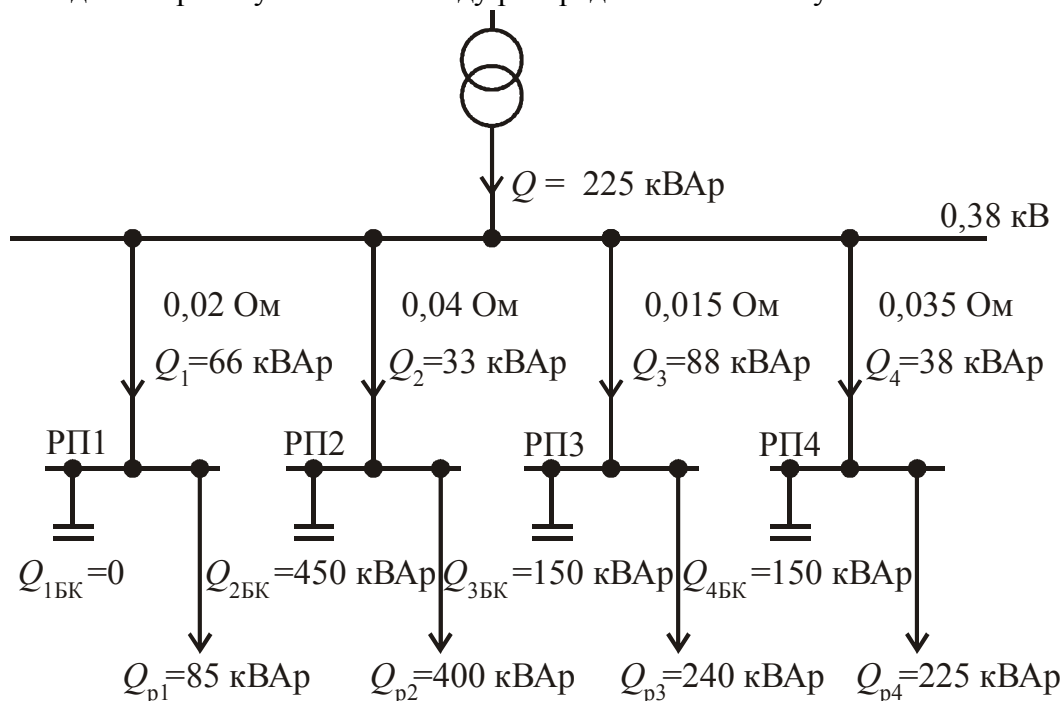 Q = 225 кВАр
0,38 кВ
0,02 Ом
0,04 Ом
0,015 Ом
0,035 Ом
Q1=66 кВАр
Q2=33 кВАр
Q3=88 кВАр
Q4=38 кВАр
РП1
РП2
РП3
РП4
Q1БК=0
Q2БК=450 кВАр
Q3БК=150 кВАр
Q4БК=150 кВАр
Qр1=85 кВАр
Qр2=400 кВАр
Qр3=240 кВАр
Qр4=225 кВАр